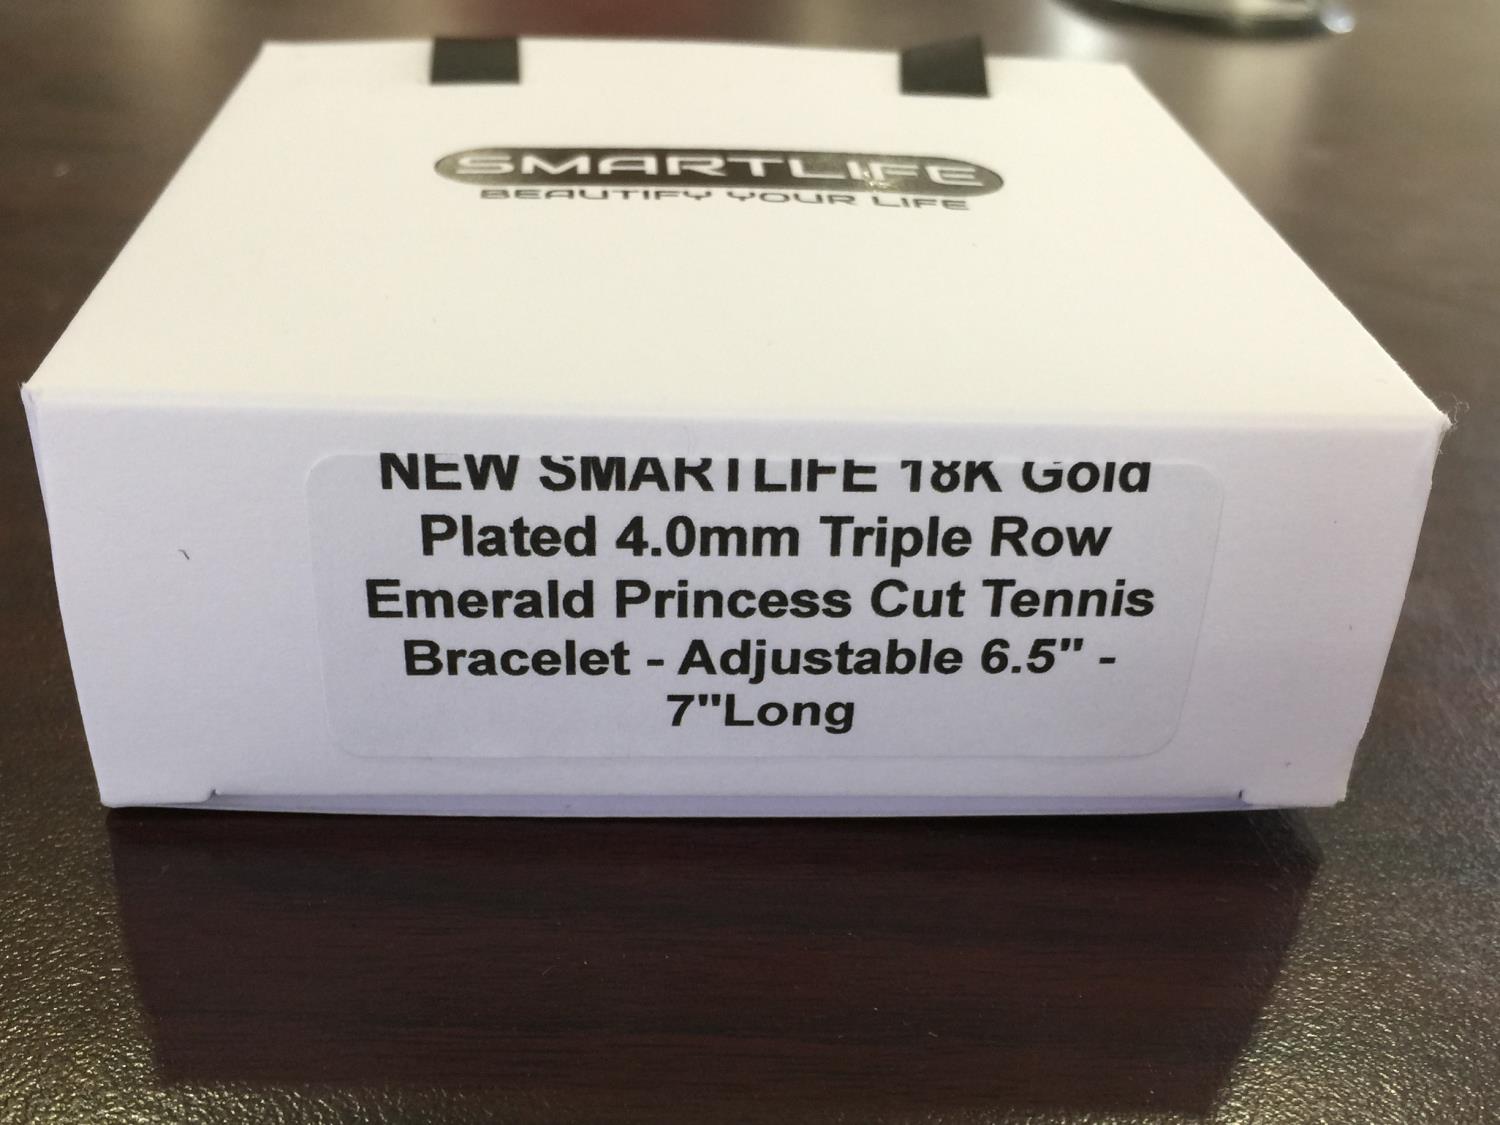 SMARTLIFE
BEAUTIFY YOUR LIFE
NEW SMARTLIFE 18K Gold
Plated 4.0mm Triple Row
Emerald Princess Cut Tennis
Bracelet - Adjustable 6.5" -
7"Long